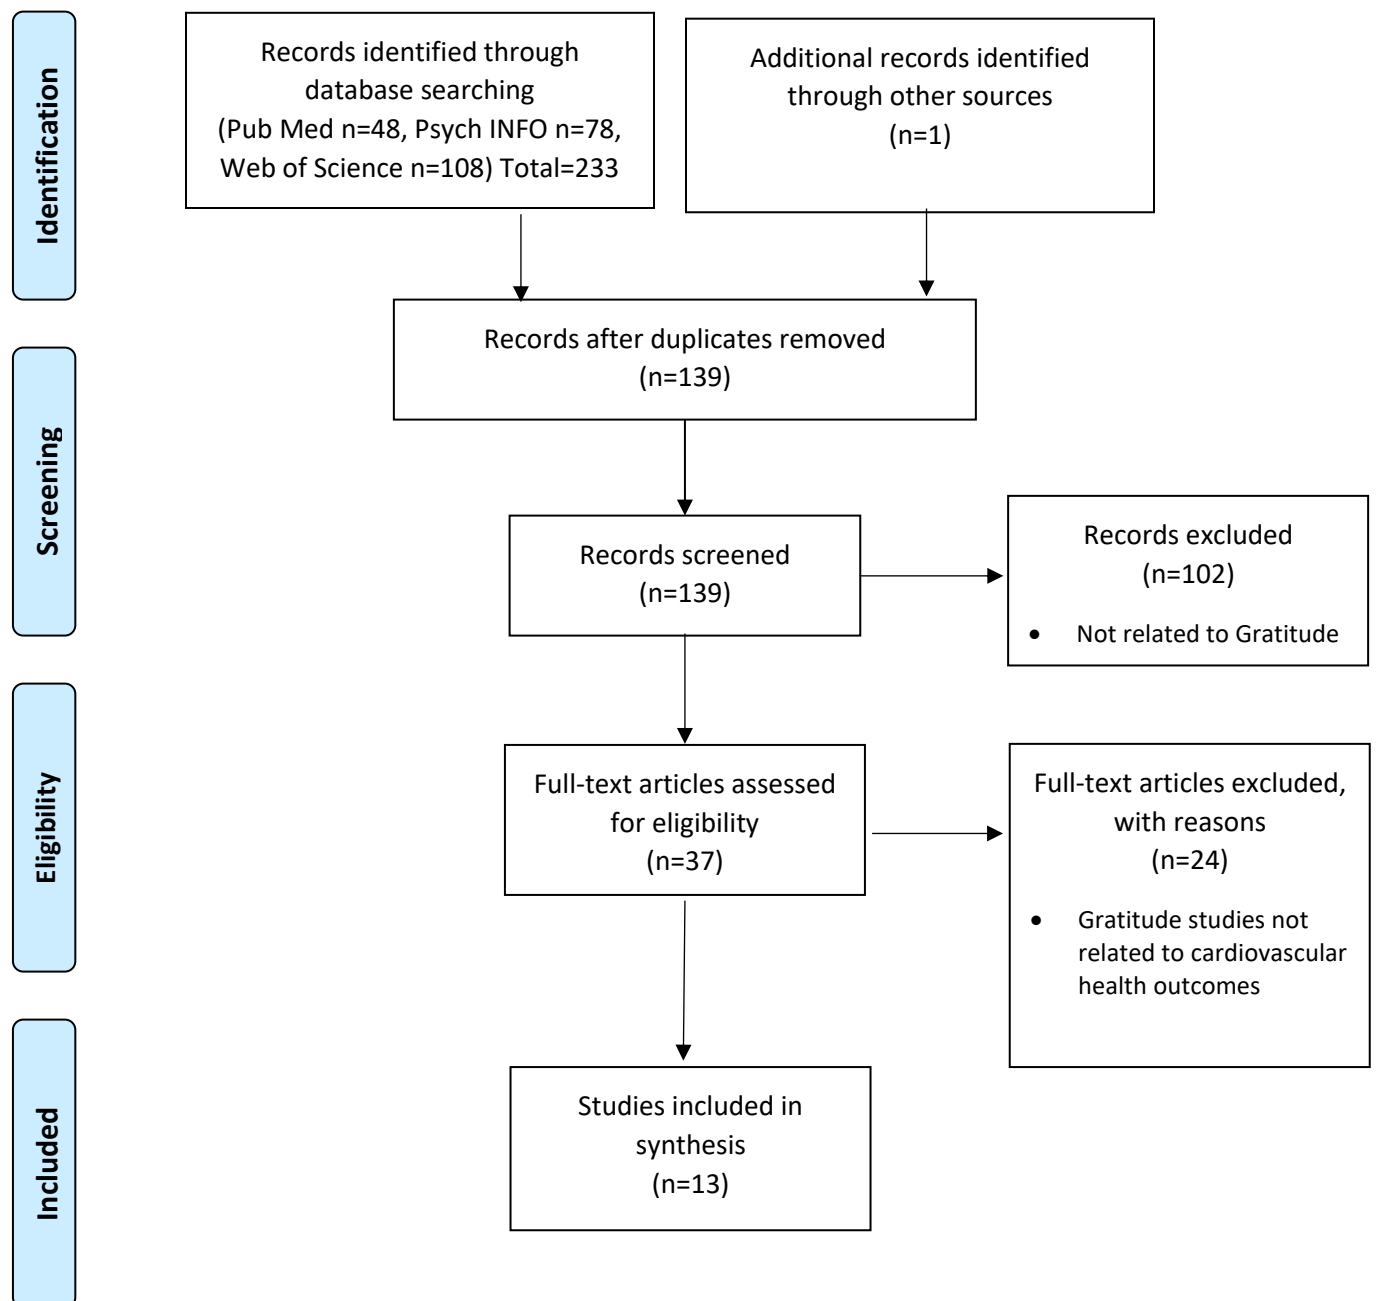 Identification
Records identified through
database searching
(Pub Med n=48, Psych INFO n=78,
Web of Science n=108) Total=233
Additional records identified
through other sources
(n=1)
Records after duplicates removed
(n=139)
Screening
Records screened
(n=139)
Records excluded
(n=102)
• Not related to Gratitude
Eligibility
Full-text articles assessed
for eligibility
(n=37)
Full-text articles excluded,
with reasons
(n=24)
• Gratitude studies not
related to cardiovascular
health outcomes
Included
Studies included in
synthesis
(n=13)